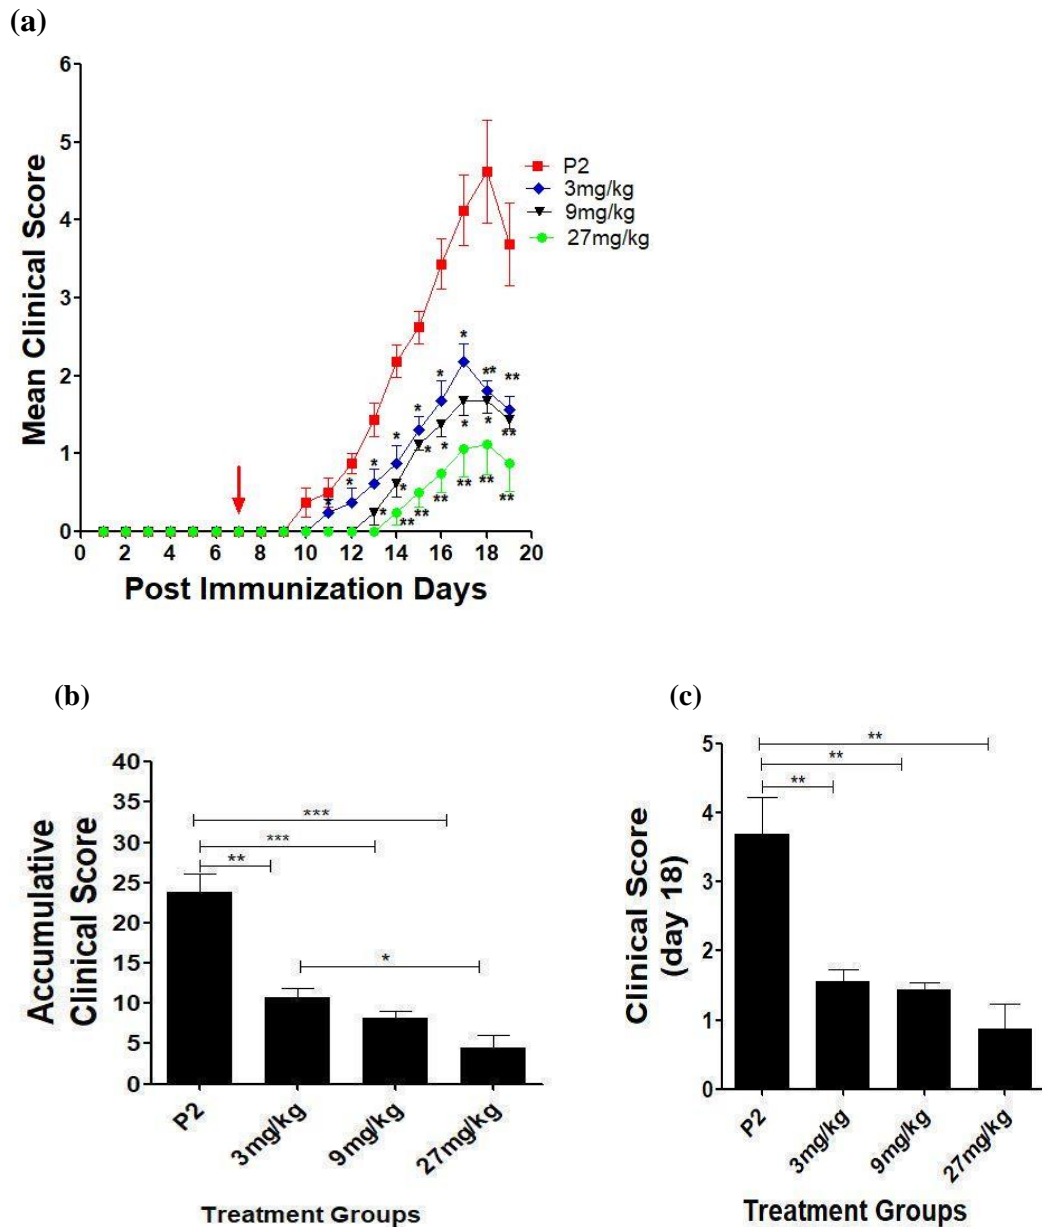 (a)
6
5
4
3
2
1
0
Mean Clinical Score
P2
3mg/kg
9mg/kg
27mg/kg
* * * * * * * ** **
* * * * * * **
** ** ** ** ** **
0 2 4 6 8 10 12 14 16 18 20
Post Immunization Days
(b)
40
35
30
25
20
15
10
5
0
Accumulative
Clinical Score
***
***
**
*
P2 3mg/kg 9mg/kg 27mg/kg
Treatment Groups
(c)
5
4
3
2
1
0
Clinical Score
(day 18)
**
**
**
P2 3mg/kg 9mg/kg 27mg/kg
Treatment Groups